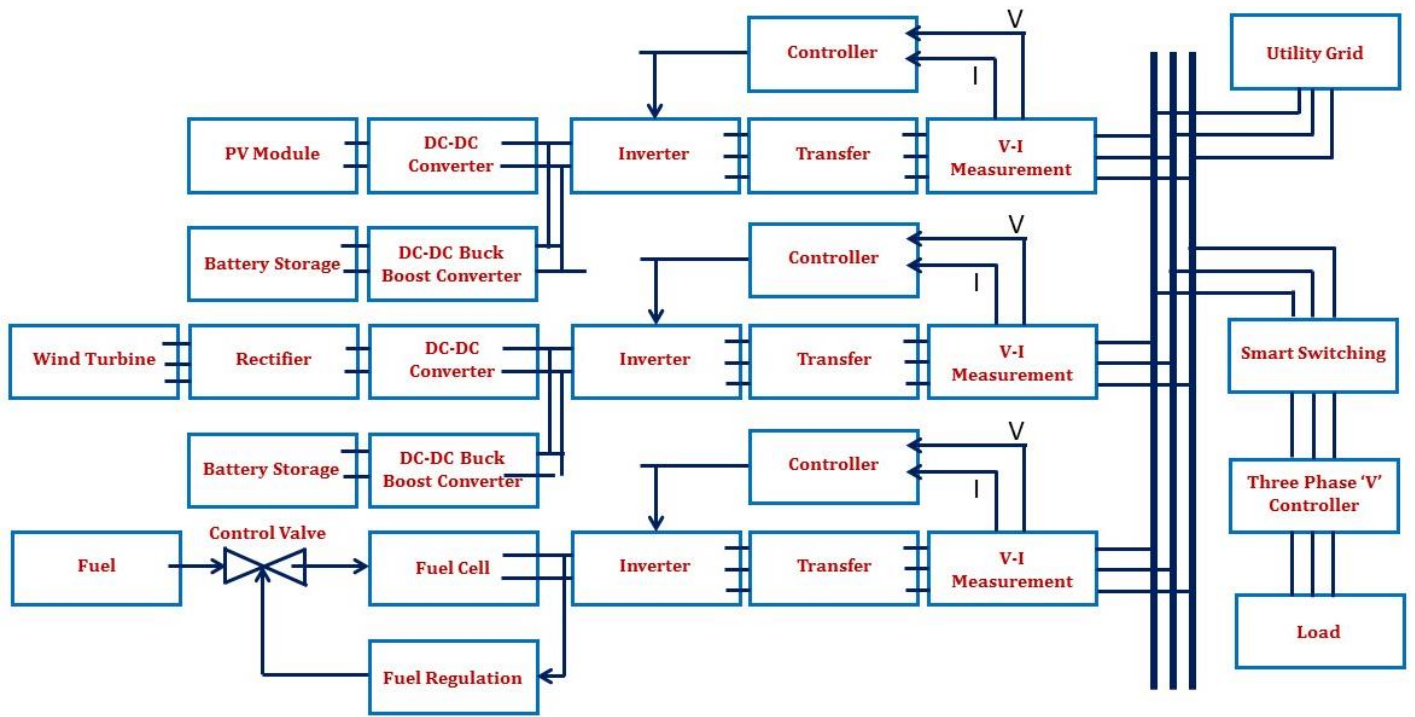 V
Controller
I
Utility Grid
PV Module
DC-DC
Converter
Inverter
Transfer
V-I
Measurement
Battery Storage
DC-DC Buck
Boost Converter
V
Controller
I
Wind Turbine
Rectifier
DC-DC
Converter
Inverter
Transfer
V-I
Measurement
Smart Switching
Battery Storage
DC-DC Buck
Boost Converter
V
Controller
I
Three Phase ‘V’
Controller
Control Valve
Fuel
Fuel Cell
Inverter
Transfer
V-I
Measurement
Load
Fuel Regulation